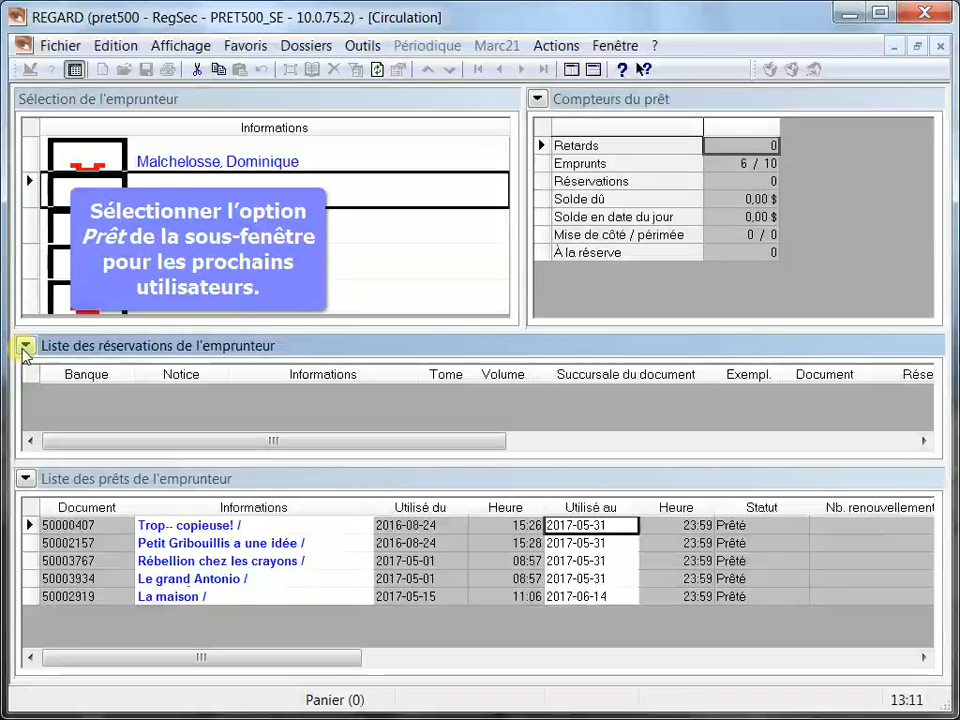 REGARD (pret500 - RegSec - PRET500_SE - 10.0.75.2) - [Circulation]
Fichier Edition Affichage Favoris Dossiers Outils Périodique Marc21 Actions Fenêtre ?
Sélection de l'emprunteur
Compteurs du prêt
Informations
Malchelosse, Dominique
Sélectionner l'option
Prêt de la sous-fenêtre
pour les prochains
utilisateurs.
Retards 0
Emprunts 6 / 10
Réservations 0
Solde dû 0,00 $
Solde en date du jour 0,00 $
Mise de côté / périmée 0 / 0
À la réserve 0
Liste des réservations de l'emprunteur
Banque Notice Informations Tome Volume Succursale du document Exempl. Document Rése
Liste des prêts de l'emprunteur
Document Informations Utilisé du Heure Utilisé au Heure Statut Nb. renouvellement
50000407 Trop-- copieuse! / 2016-08-24 15:26 2017-05-31 23:59 Prêté
50002157 Petit Gribouillis a une idée / 2016-08-24 15:28 2017-05-31 23:59 Prêté
50003767 Rébellion chez les crayons / 2017-05-01 08:57 2017-05-31 23:59 Prêté
50003934 Le grand Antonio / 2017-05-01 08:57 2017-05-31 23:59 Prêté
50002919 La maison / 2017-05-15 11:06 2017-06-14 23:59 Prêté
Panier (0)
13:11